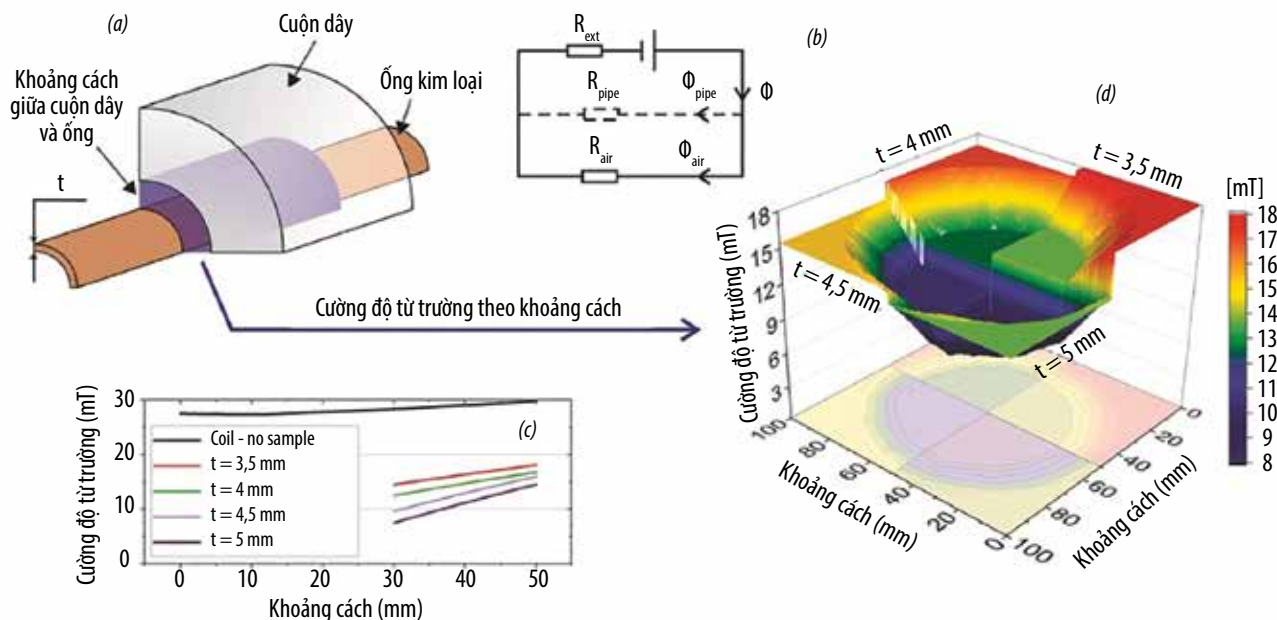 (a)
Cuộn dây
Khoảng cách
giữa cuộn dây
và ống
Ống kim loại
t
R_ext
R_pipe
Φ_pipe
Φ
R_air
Φ_air
(b)
(d)
t = 4 mm
t = 3,5 mm
t = 4,5 mm
t = 5 mm
Cường độ từ trường (mT)
18
15
12
9
6
3
100
80
60
40
20
0
Khoảng cách (mm)
0
20
40
60
80
100
Khoảng cách (mm)
[mT]
18
17
16
15
14
13
12
11
10
9
8
Cường độ từ trường theo khoảng cách
(c)
Cường độ từ trường (mT)
30
20
10
0
Coil - no sample
t = 3,5 mm
t = 4 mm
t = 4,5 mm
t = 5 mm
0 10 20 30 40 50
Khoảng cách (mm)